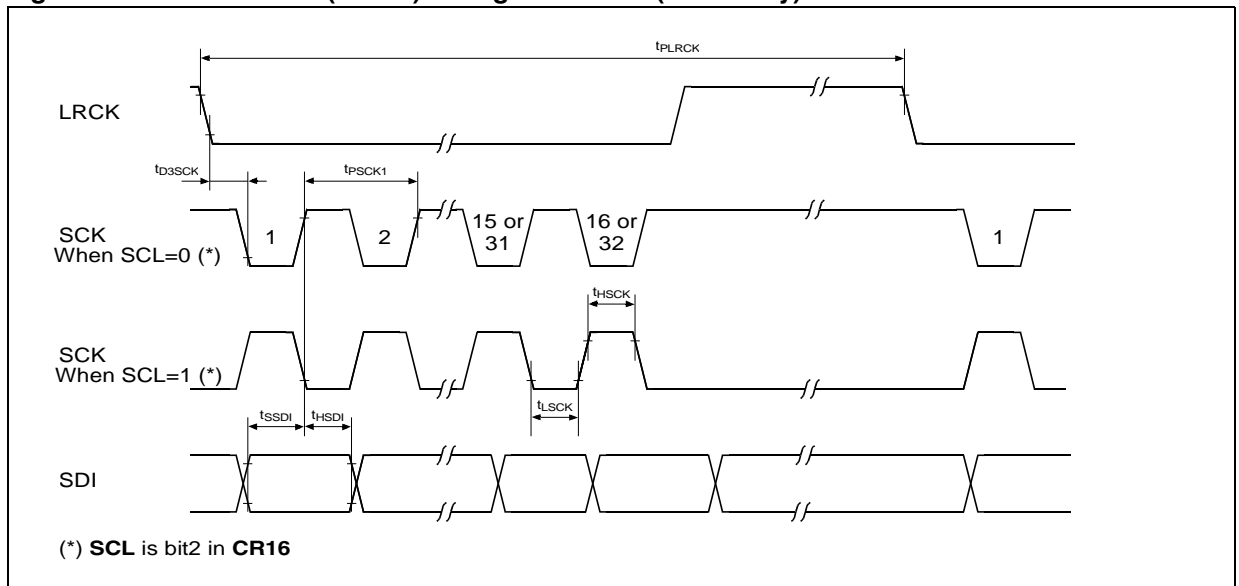 tPLRCK
LRCK
tD3SCK
tPSCK1
SCK
When SCL=0 (*)
1
2
15 or
31
16 or
32
1
tHSCK
SCK
When SCL=1 (*)
tLSCK
tSSDI
tHSDI
SDI
(*) SCL is bit2 in CR16